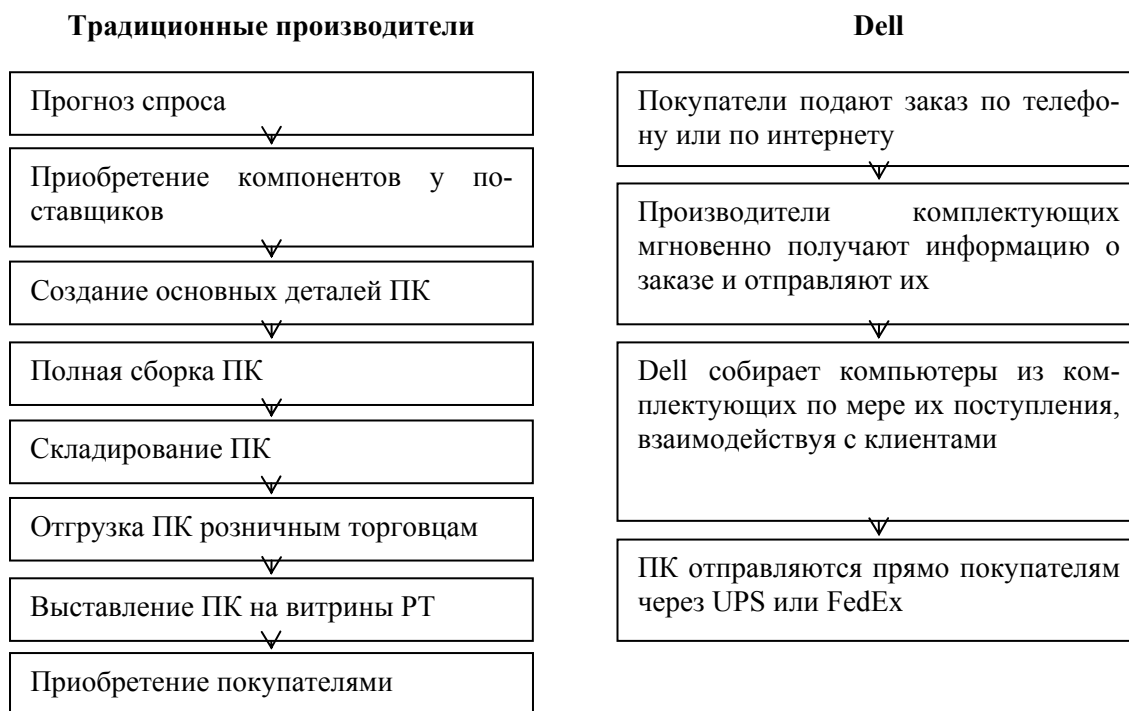 Традиционные производители
Прогноз спроса
Приобретение компонентов у по-
ставщиков
Создание основных деталей ПК
Полная сборка ПК
Складирование ПК
Отгрузка ПК розничным торговцам
Выставление ПК на витрины РТ
Приобретение покупателями
Dell
Покупатели подают заказ по телефо-
ну или по интернету
Производители комплектующих
мгновенно получают информацию о
заказе и отправляют их
Dell собирает компьютеры из ком-
плектующих по мере их поступления,
взаимодействуя с клиентами
ПК отправляются прямо покупателям
через UPS или FedEx